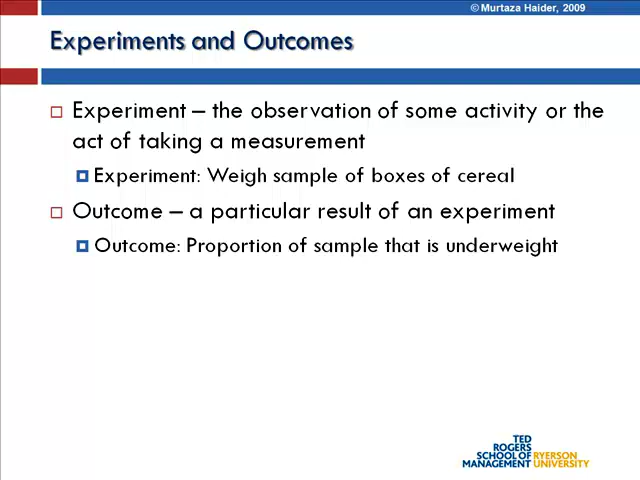 © Murtaza Haider, 2009
Experiments and Outcomes
Experiment – the observation of some activity or the
act of taking a measurement
Experiment: Weigh sample of boxes of cereal
Outcome – a particular result of an experiment
Outcome: Proportion of sample that is underweight
TED
ROGERS
SCHOOL OF RYERSON
MANAGEMENT UNIVERSITY